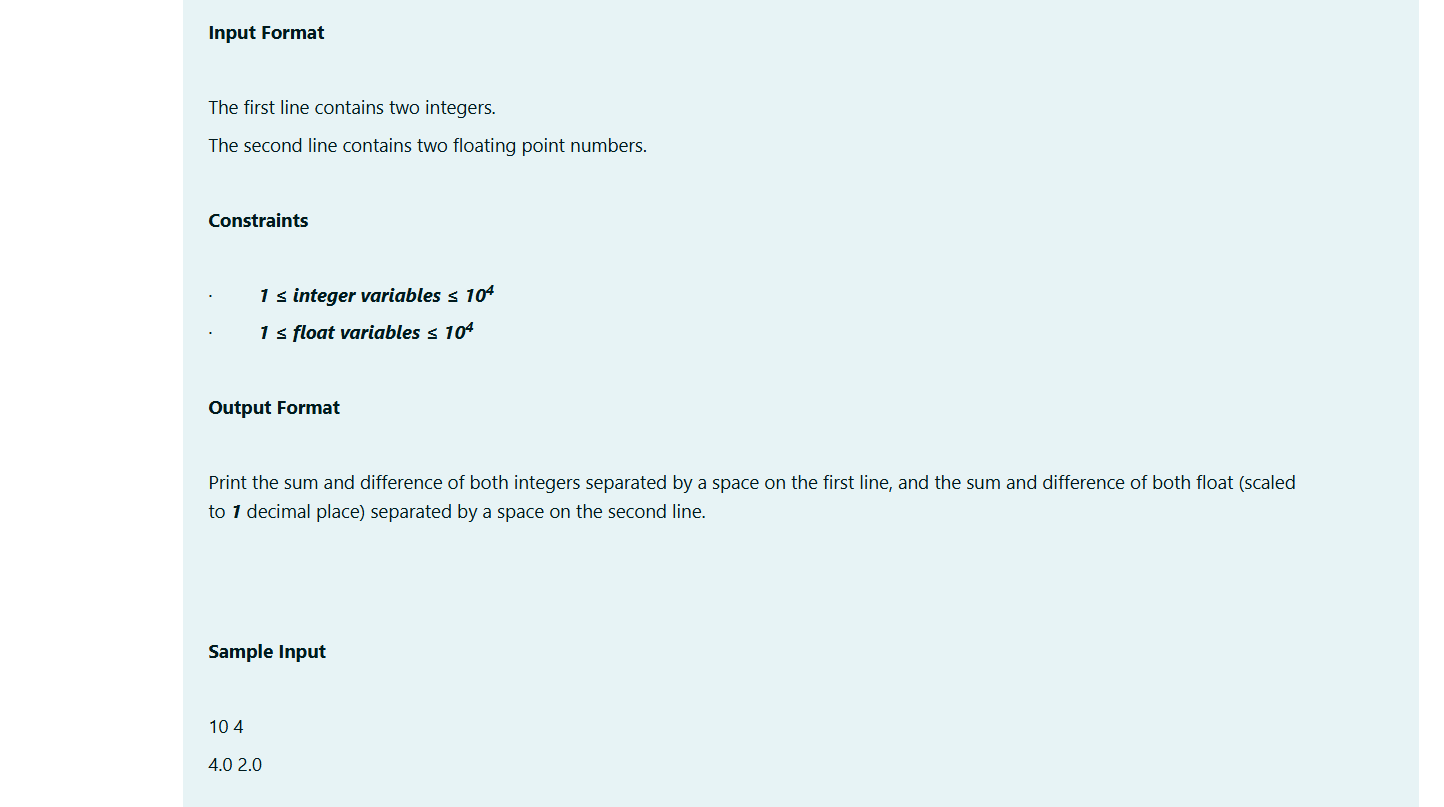 Input Format
The first line contains two integers.
The second line contains two floating point numbers.
Constraints
· 1 ≤ integer variables ≤ 10⁴
· 1 ≤ float variables ≤ 10⁴
Output Format
Print the sum and difference of both integers separated by a space on the first line, and the sum and difference of both float (scaled
to 1 decimal place) separated by a space on the second line.
Sample Input
10 4
4.0 2.0